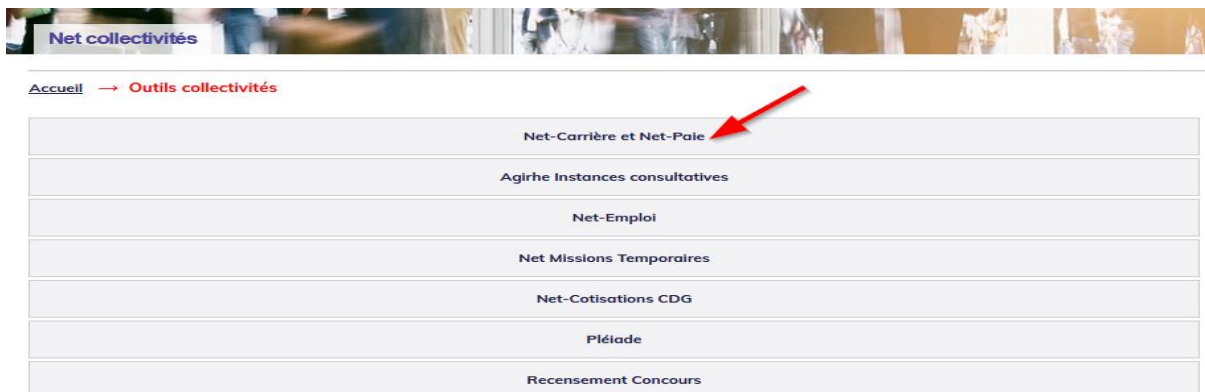 Net collectivités
Accueil → Outils collectivités
Net-Carrière et Net-Paie
Agirhe Instances consultatives
Net-Emploi
Net Missions Temporaires
Net-Cotisations CDG
Pléiade
Recensement Concours